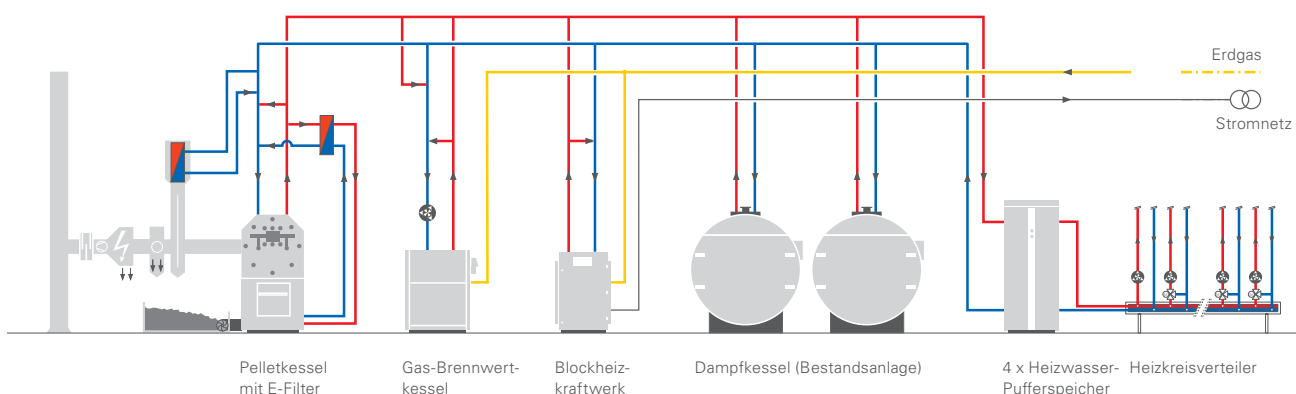 Erdgas
Stromnetz
Pelletkessel
mit E-Filter
Gas-Brennwert-
kessel
Blockheiz-
kraftwerk
Dampfkessel (Bestandsanlage)
4 x Heizwasser-
Pufferspeicher
Heizkreisverteiler